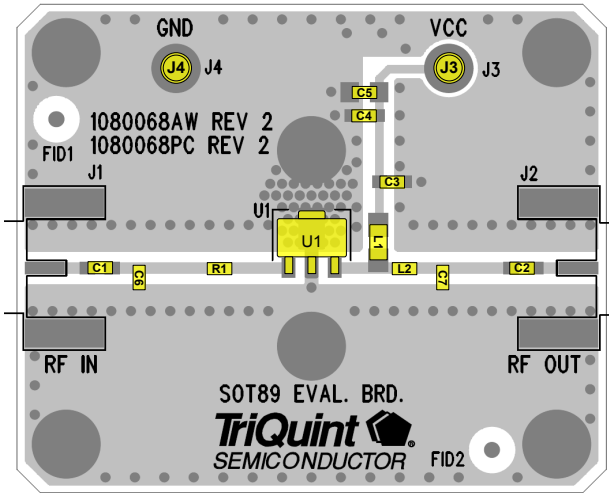 GND
VCC
J4 J4
J3 J3
C5
C4
1080068AW REV 2
1080068PC REV 2
FID1
J1
J2
C3
U1
U1
L1
C1
C6
R1
L2
C7
C2
RF IN
RF OUT
SOT89 EVAL. BRD.
TriQuint ®
SEMICONDUCTOR
FID2